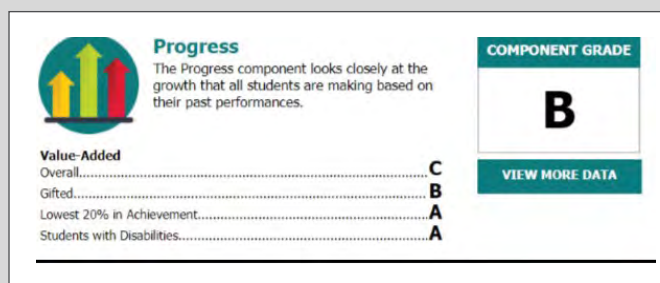 Progress
The Progress component looks closely at the
growth that all students are making based on
their past performances.
COMPONENT GRADE
B
VIEW MORE DATA
Value-Added
Overall..........C
Gifted..........B
Lowest 20% in Achievement..........A
Students with Disabilities..........A